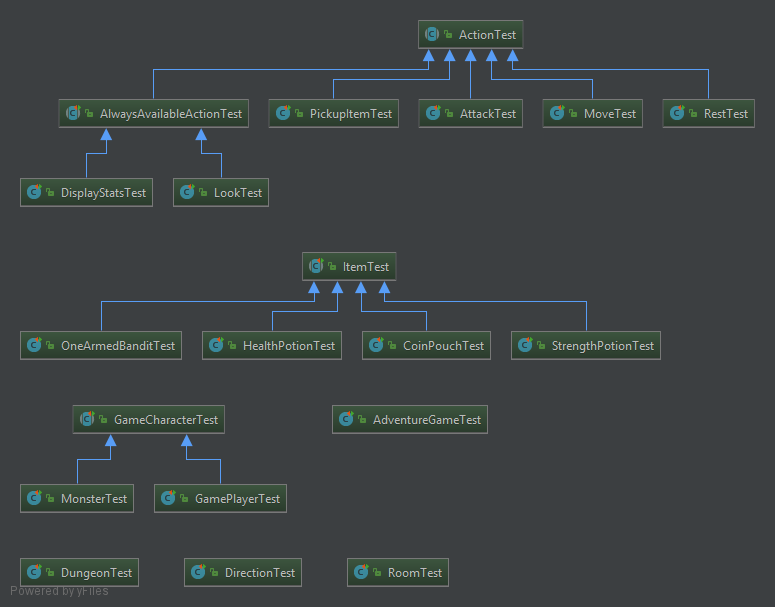 ActionTest
AlwaysAvailableActionTest PickupItemTest AttackTest MoveTest RestTest
DisplayStatsTest LookTest
ItemTest
OneArmedBanditTest HealthPotionTest CoinPouchTest StrengthPotionTest
GameCharacterTest AdventureGameTest
MonsterTest GamePlayerTest
DungeonTest DirectionTest RoomTest
Powered by yFiles